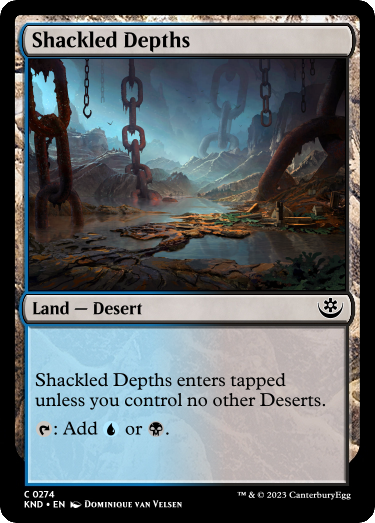 Shackled Depths
Land — Desert
Shackled Depths enters tapped
unless you control no other Deserts.
: Add or .
C 0274
KND • EN Dominique van Velsen
™ & © 2023 CanterburyEgg